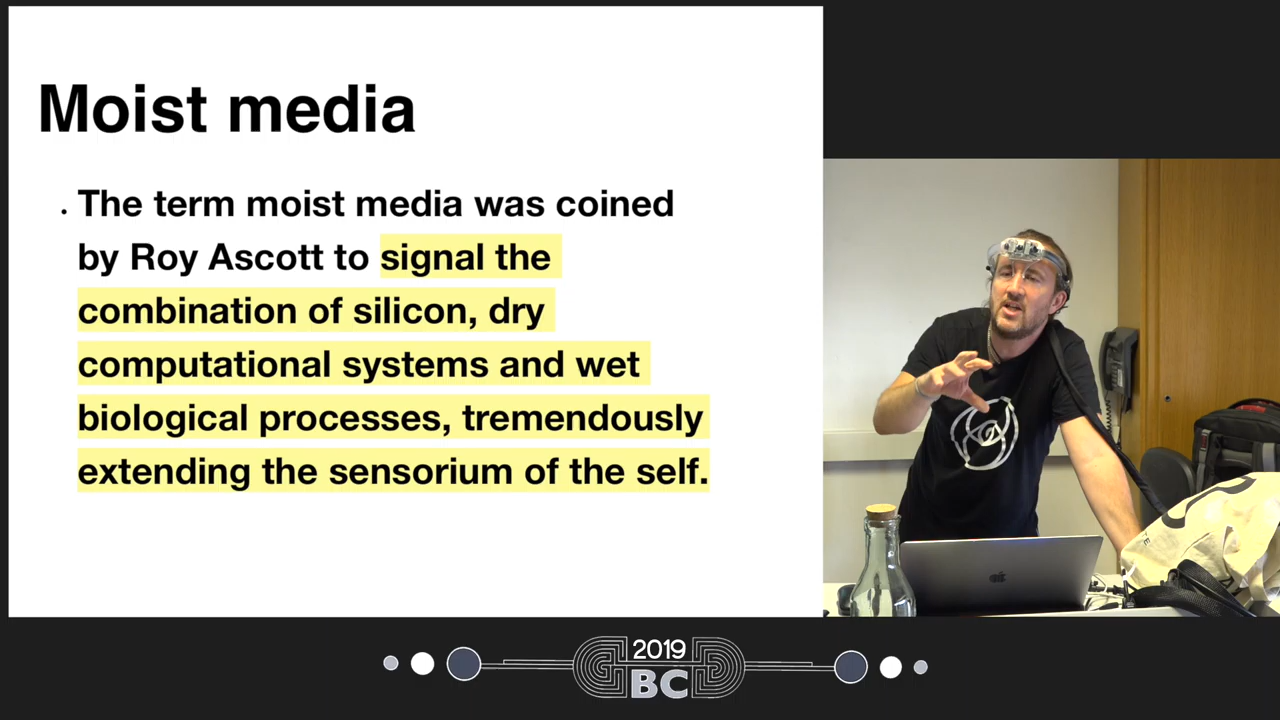 Moist media
. The term moist media was coined
by Roy Ascott to signal the
combination of silicon, dry
computational systems and wet
biological processes, tremendously
extending the sensorium of the self.
2019
BC